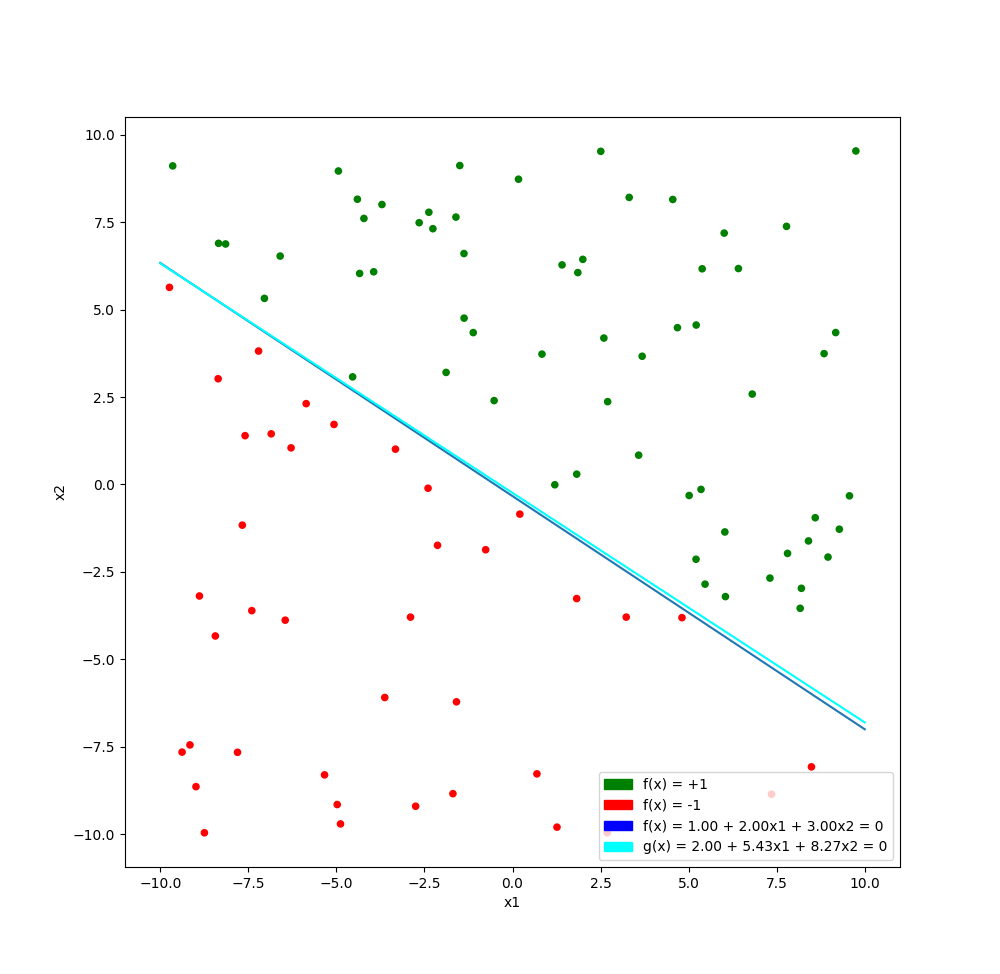 10.0
7.5
5.0
2.5
0.0
−2.5
−5.0
−7.5
−10.0
x2
f(x) = +1
f(x) = -1
f(x) = 1.00 + 2.00x1 + 3.00x2 = 0
g(x) = 2.00 + 5.43x1 + 8.27x2 = 0
−10.0 −7.5 −5.0 −2.5 0.0 2.5 5.0 7.5 10.0
x1